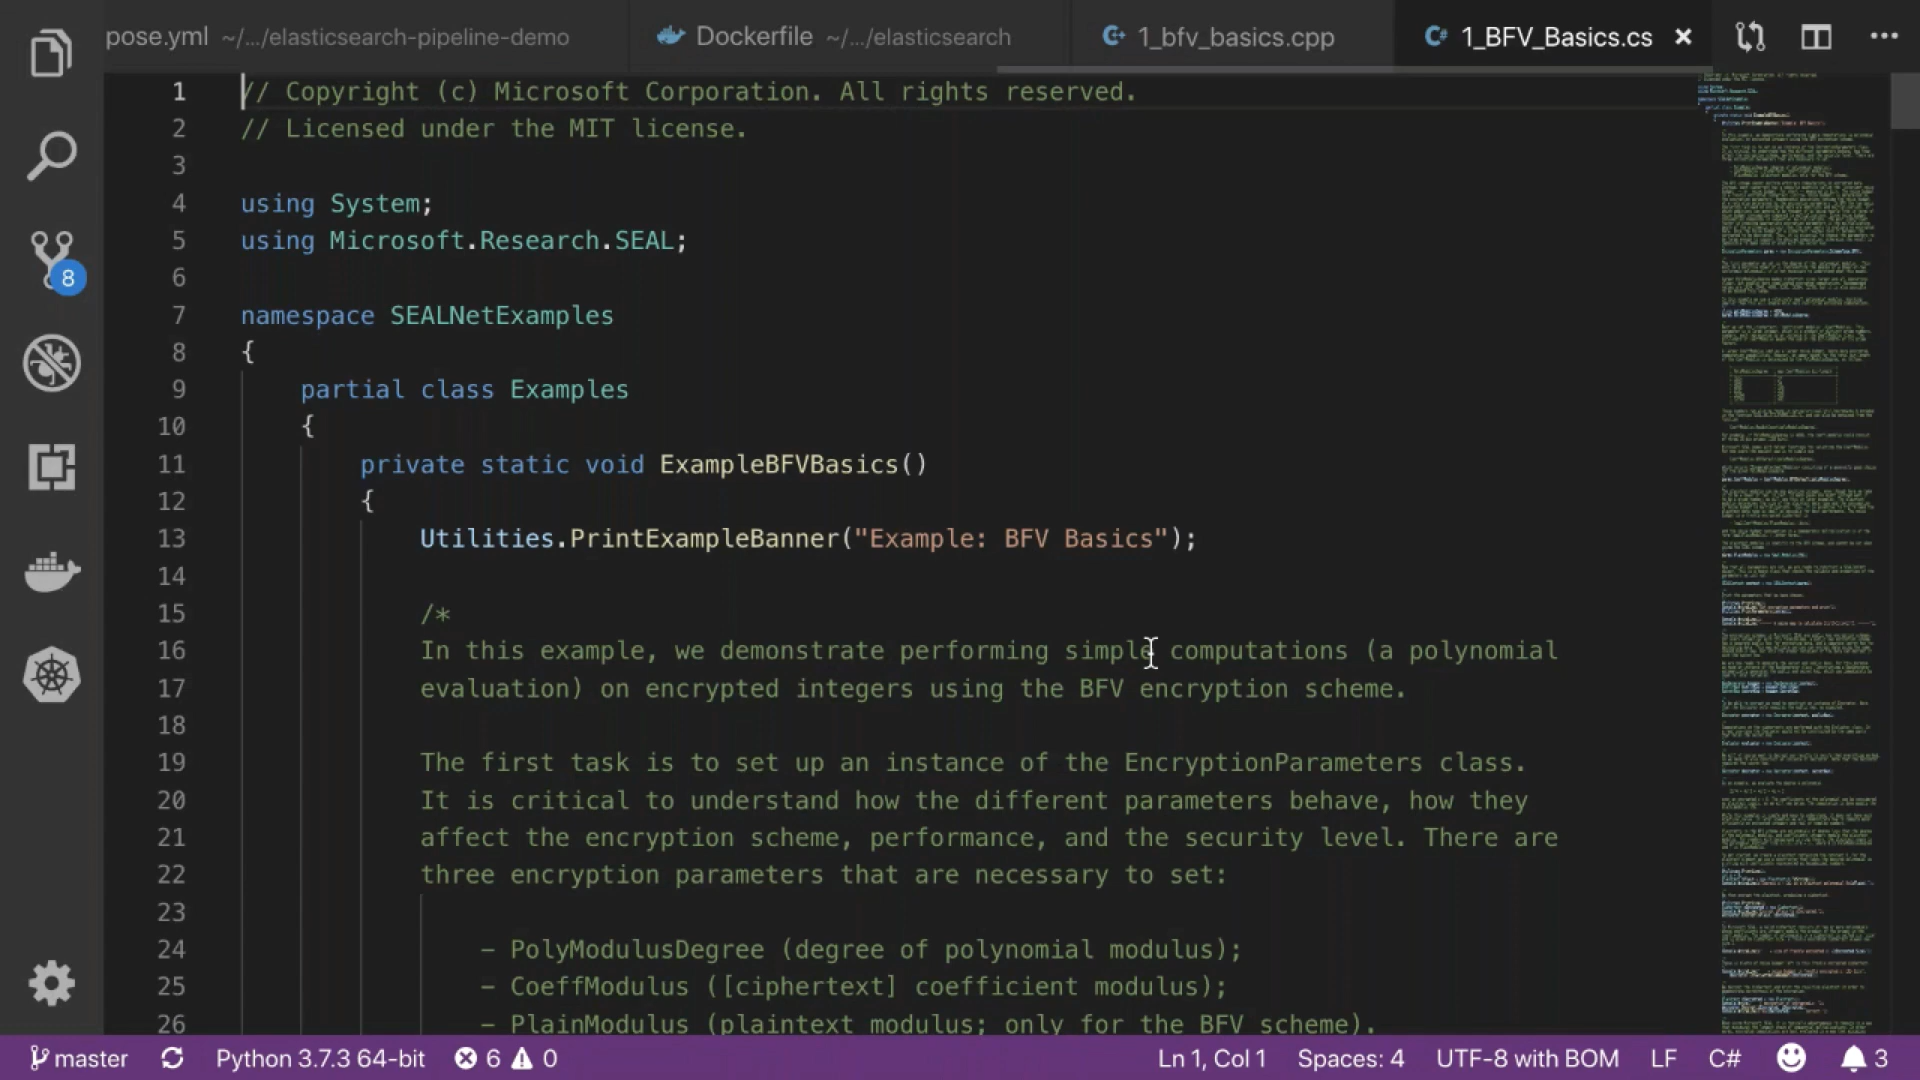 pose.yml ~/.../elasticsearch-pipeline-demo
Dockerfile ~/.../elasticsearch
1_bfv_basics.cpp
1_BFV_Basics.cs
1 // Copyright (c) Microsoft Corporation. All rights reserved.
2 // Licensed under the MIT license.
3
4 using System;
5 using Microsoft.Research.SEAL;
6
7 namespace SEALNetExamples
8 {
9 partial class Examples
10 {
11 private static void ExampleBFVBasics()
12 {
13 Utilities.PrintExampleBanner("Example: BFV Basics");
14
15 /*
16 In this example, we demonstrate performing simple computations (a polynomial
17 evaluation) on encrypted integers using the BFV encryption scheme.
18
19 The first task is to set up an instance of the EncryptionParameters class.
20 It is critical to understand how the different parameters behave, how they
21 affect the encryption scheme, performance, and the security level. There are
22 three encryption parameters that are necessary to set:
23
24 - PolyModulusDegree (degree of polynomial modulus);
25 - CoeffModulus ([ciphertext] coefficient modulus);
26 - PlainModulus (plaintext modulus; only for the BFV scheme).
8
master Python 3.7.3 64-bit 6 0 Ln 1, Col 1 Spaces: 4 UTF-8 with BOM LF C# 3